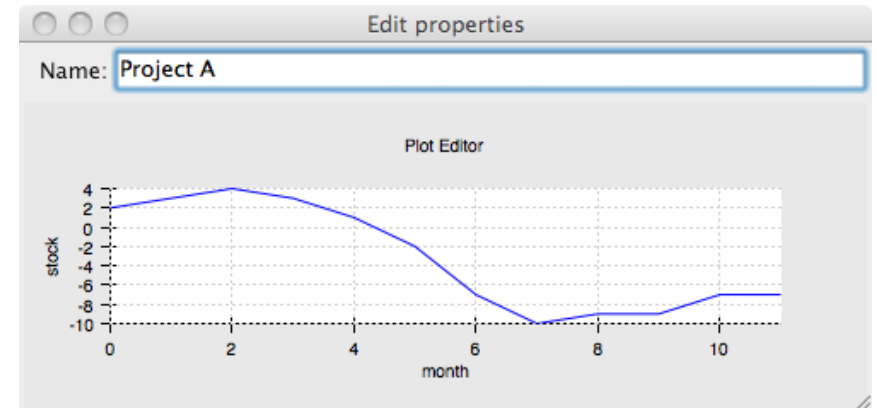 Edit properties
Name: Project A
Plot Editor
4
2
0
-2
-4
-6
-8
-10
stock
0 2 4 6 8 10
month